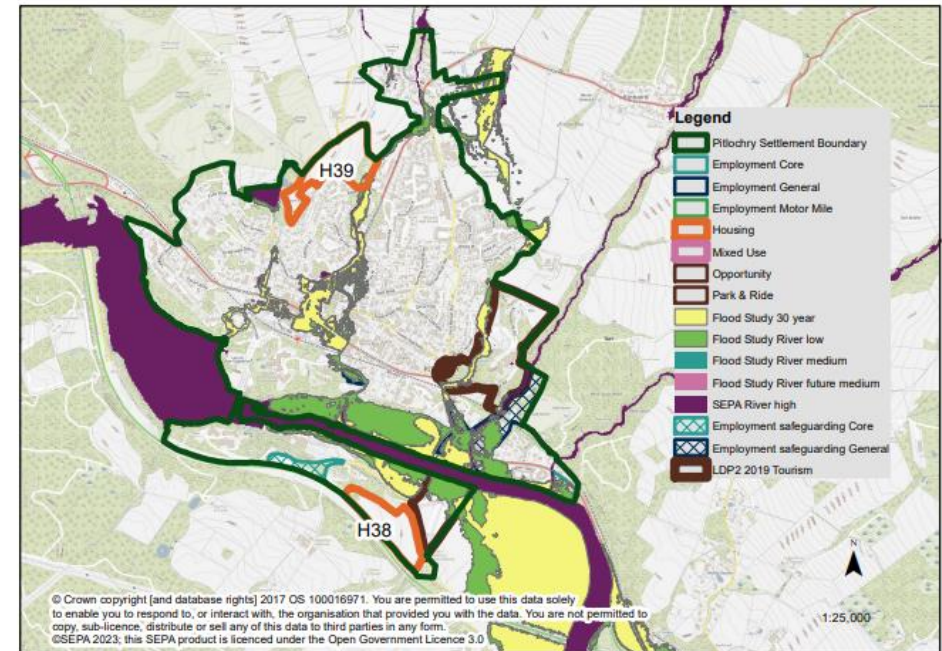 H39
H38
Legend
Pitlochry Settlement Boundary
Employment Core
Employment General
Employment Motor Mile
Housing
Mixed Use
Opportunity
Park & Ride
Flood Study 30 year
Flood Study River low
Flood Study River medium
Flood Study River future medium
SEPA River high
Employment safeguarding Core
Employment safeguarding General
LDP2 2019 Tourism
N
1:25,000
© Crown copyright [and database rights] 2017 OS 100016971. You are permitted to use this data solely
to enable you to respond to, or interact with, the organisation that provided you with the data. You are not permitted to
copy, sub-licence, distribute or sell any of this data to third parties in any form.
©SEPA 2023; this SEPA product is licenced under the Open Government Licence 3.0